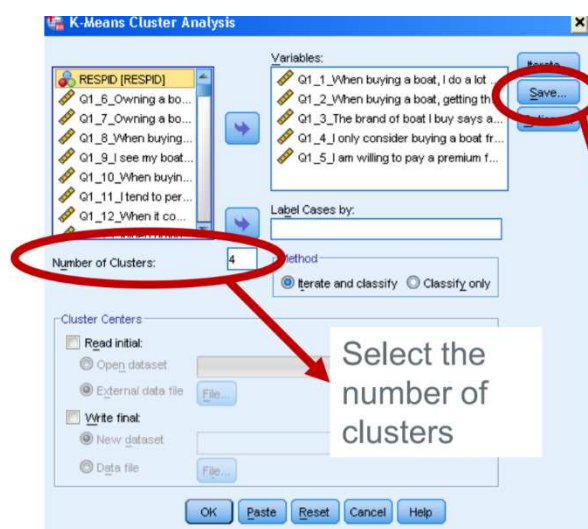 K-Means Cluster Analysis
Variables:
RESPID [RESPID]
Q1_6_Owning a bo...
Q1_7_Owning a bo...
Q1_8_When buying...
Q1_9_I see my boat...
Q1_10_When buyin...
Q1_11_I tend to per...
Q1_12_When it co...
Q1_1_When buying a boat, I do a lot ...
Q1_2_When buying a boat, getting th...
Q1_3_The brand of boat I buy says a...
Q1_4_I only consider buying a boat fr...
Q1_5_I am willing to pay a premium f...
Iterate...
Save...
Options...
Label Cases by:
Number of Clusters:
4
Method
Iterate and classify
Classify only
Cluster Centers
Read initial:
Open dataset
External data file
File...
Write final:
New dataset
Data file
File...
Select the
number of
clusters
OK
Paste
Reset
Cancel
Help